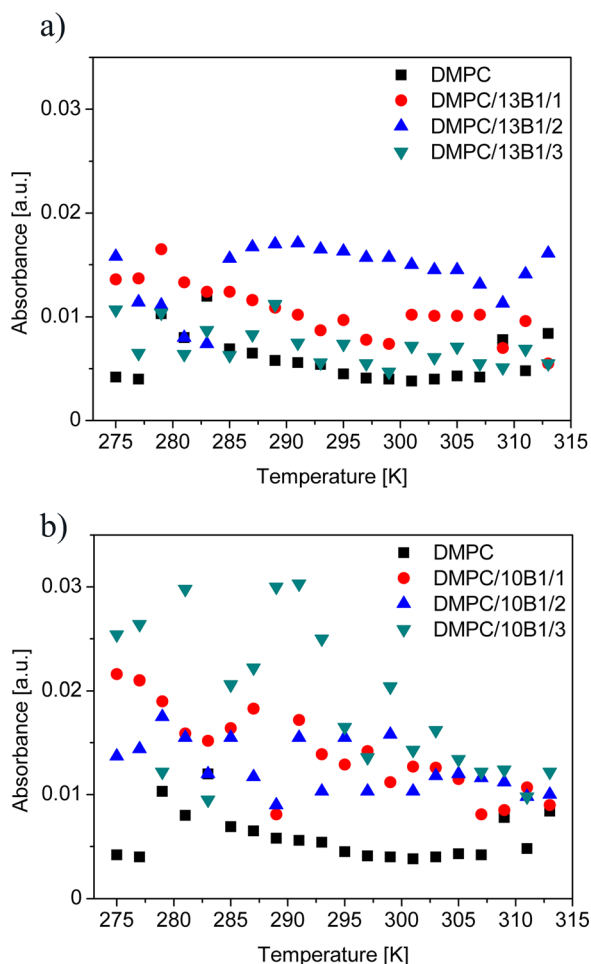 a)
0.03
0.02
0.01
0
Absorbance [a.u.]
DMPC
DMPC/13B1/1
DMPC/13B1/2
DMPC/13B1/3
275 280 285 290 295 300 305 310 315
Temperature [K]
b)
0.03
0.02
0.01
0
Absorbance [a.u.]
DMPC
DMPC/10B1/1
DMPC/10B1/2
DMPC/10B1/3
275 280 285 290 295 300 305 310 315
Temperature [K]